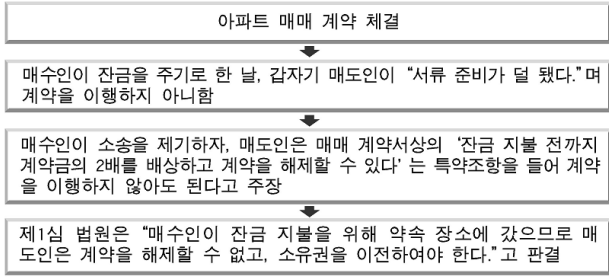 아파트 매매 계약 체결
매수인이 잔금을 주기로 한 날, 갑자기 매도인이 “서류 준비가 덜 됐다.”며
계약을 이행하지 아니함
매수인이 소송을 제기하자, 매도인은 매매 계약서상의 ‘잔금 지불 전까지
계약금의 2배를 배상하고 계약을 해제할 수 있다’는 특약조항을 들어 계약
을 이행하지 않아도 된다고 주장
제1심 법원은 “매수인이 잔금 지불을 위해 약속 장소에 갔으므로 매
도인은 계약을 해제할 수 없고, 소유권을 이전하여야 한다.”고 판결